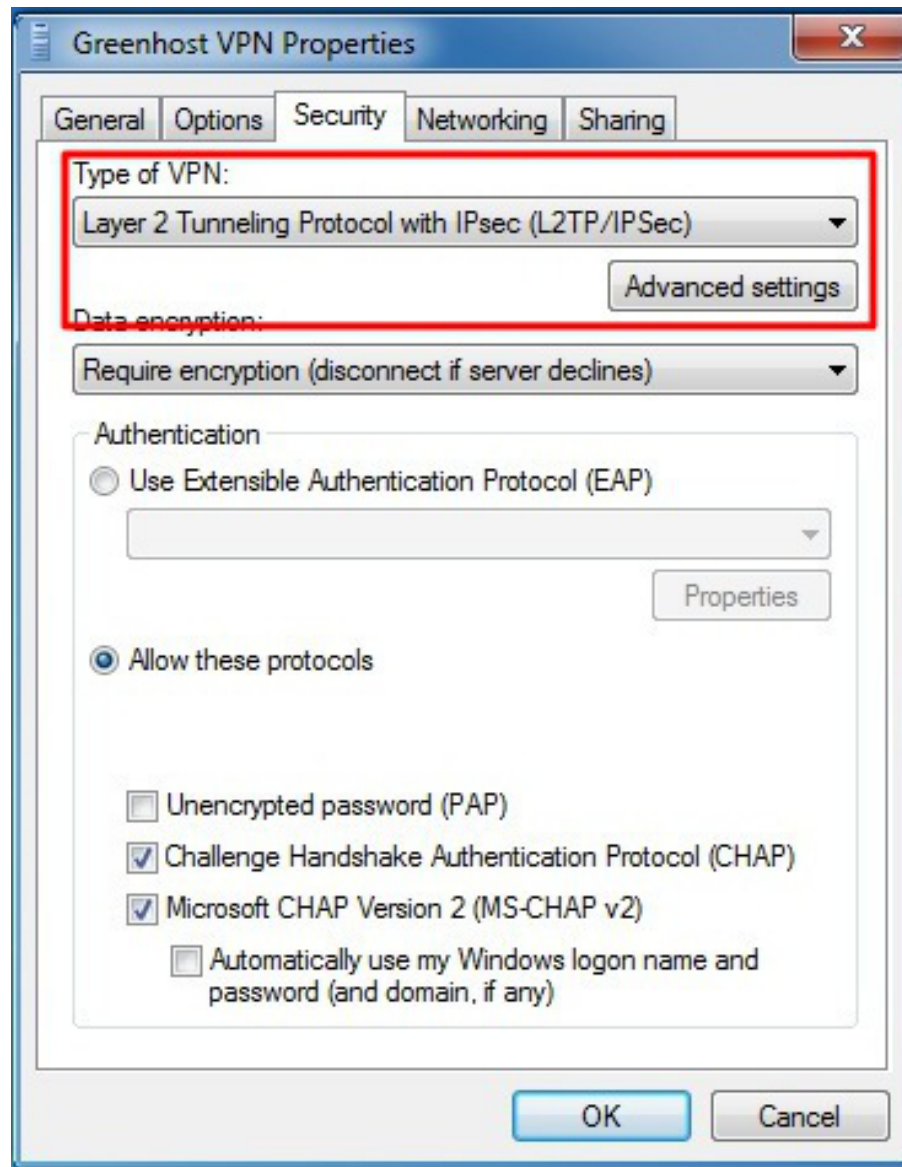 Greenhost VPN Properties
General Options Security Networking Sharing
Type of VPN:
Layer 2 Tunneling Protocol with IPsec (L2TP/IPSec)
Advanced settings
Data encryption:
Require encryption (disconnect if server declines)
Authentication
Use Extensible Authentication Protocol (EAP)
Properties
Allow these protocols
Unencrypted password (PAP)
Challenge Handshake Authentication Protocol (CHAP)
Microsoft CHAP Version 2 (MS-CHAP v2)
Automatically use my Windows logon name and
password (and domain, if any)
OK Cancel